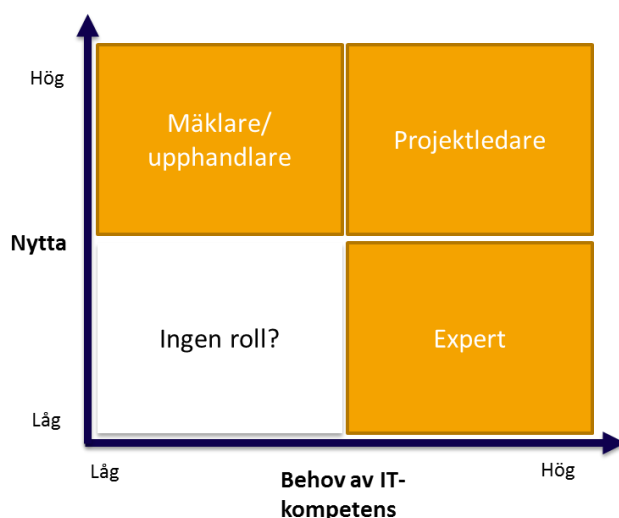 Hög
Mäklare/
upphandlare
Projektledare
Nytta
Ingen roll?
Expert
Låg
Låg
Behov av IT-
kompetens
Hög